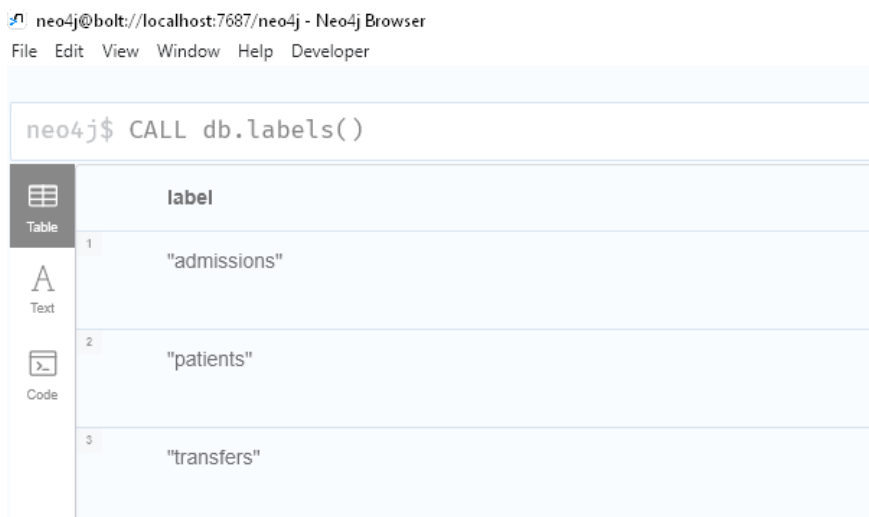 neo4j@bolt://localhost:7687/neo4j - Neo4j Browser
File Edit View Window Help Developer
neo4j$ CALL db.labels()
Table
label
1
"admissions"
A
Text
2
"patients"
Code
3
"transfers"